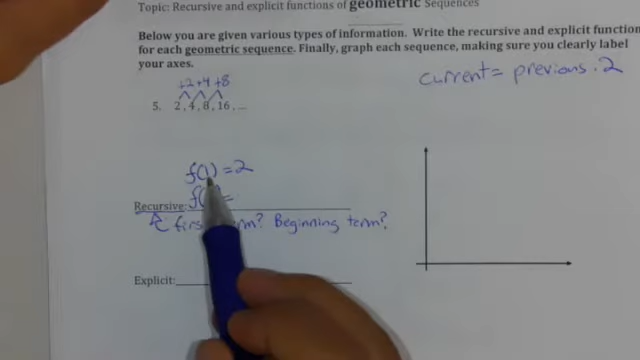 Topic: Recursive and explicit functions of geometric Sequences
Below you are given various types of information. Write the recursive and explicit function
for each geometric sequence. Finally, graph each sequence, making sure you clearly label
your axes.
current = previous · 2
+2 +4 +8
5. 2, 4, 8, 16, ...
f(1) = 2
Recursive: f( =
first term? Beginning term?
Explicit: